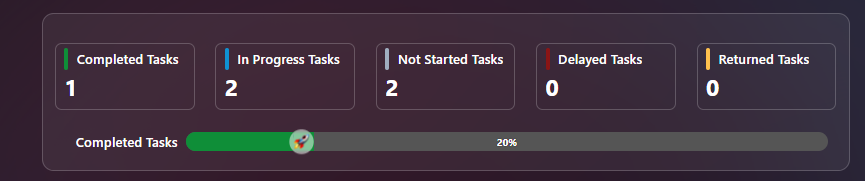 Completed Tasks
1
In Progress Tasks
2
Not Started Tasks
2
Delayed Tasks
0
Returned Tasks
0
Completed Tasks
20%